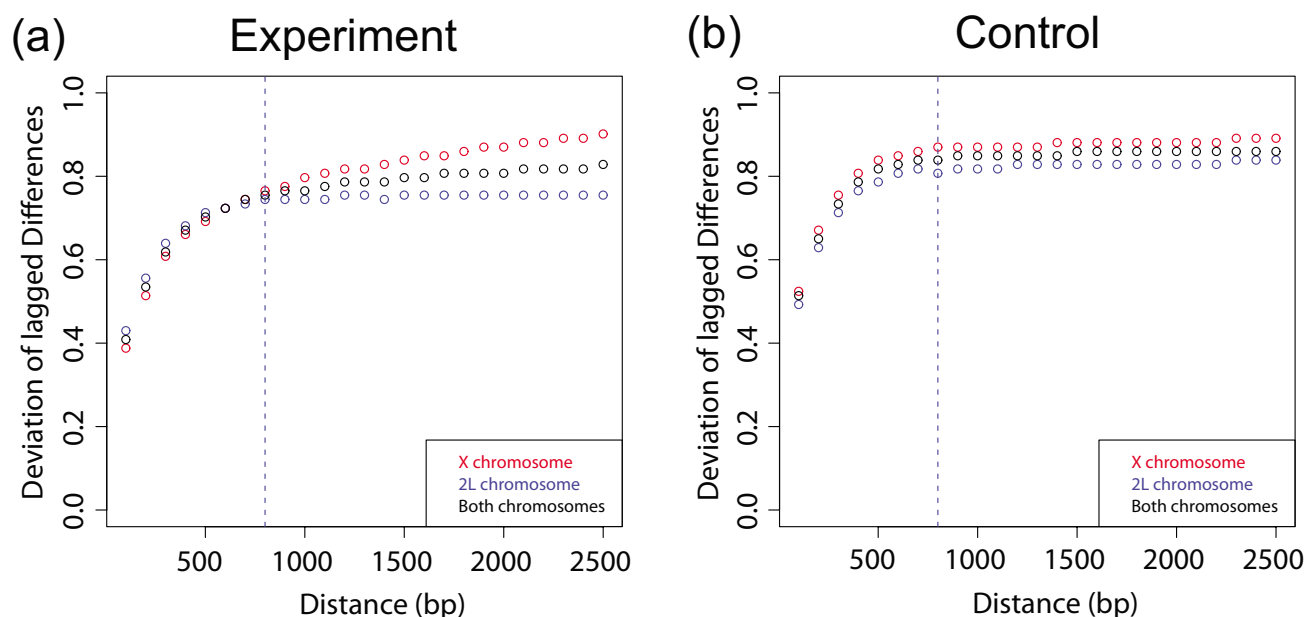 (a) Experiment
Deviation of lagged Differences
1.0
0.8
0.6
0.4
0.2
0.0
X chromosome
2L chromosome
Both chromosomes
500 1000 1500 2000 2500
Distance (bp)
(b) Control
Deviation of lagged Differences
1.0
0.8
0.6
0.4
0.2
0.0
X chromosome
2L chromosome
Both chromosomes
500 1000 1500 2000 2500
Distance (bp)